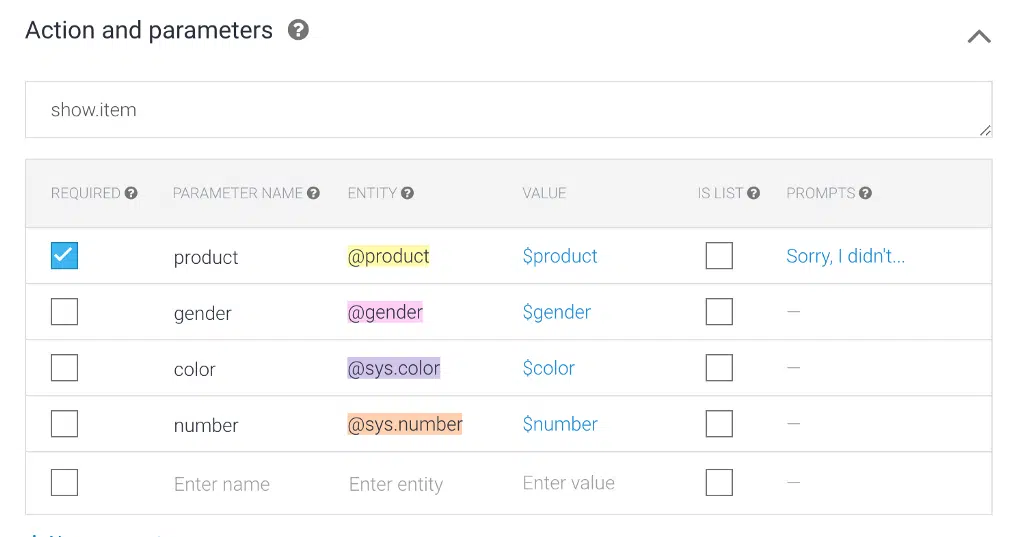 Action and parameters
show.item
REQUIRED PARAMETER NAME ENTITY VALUE IS LIST PROMPTS
product @product $product Sorry, I didn't...
gender @gender $gender —
color @sys.color $color —
number @sys.number $number —
Enter name Enter entity Enter value —